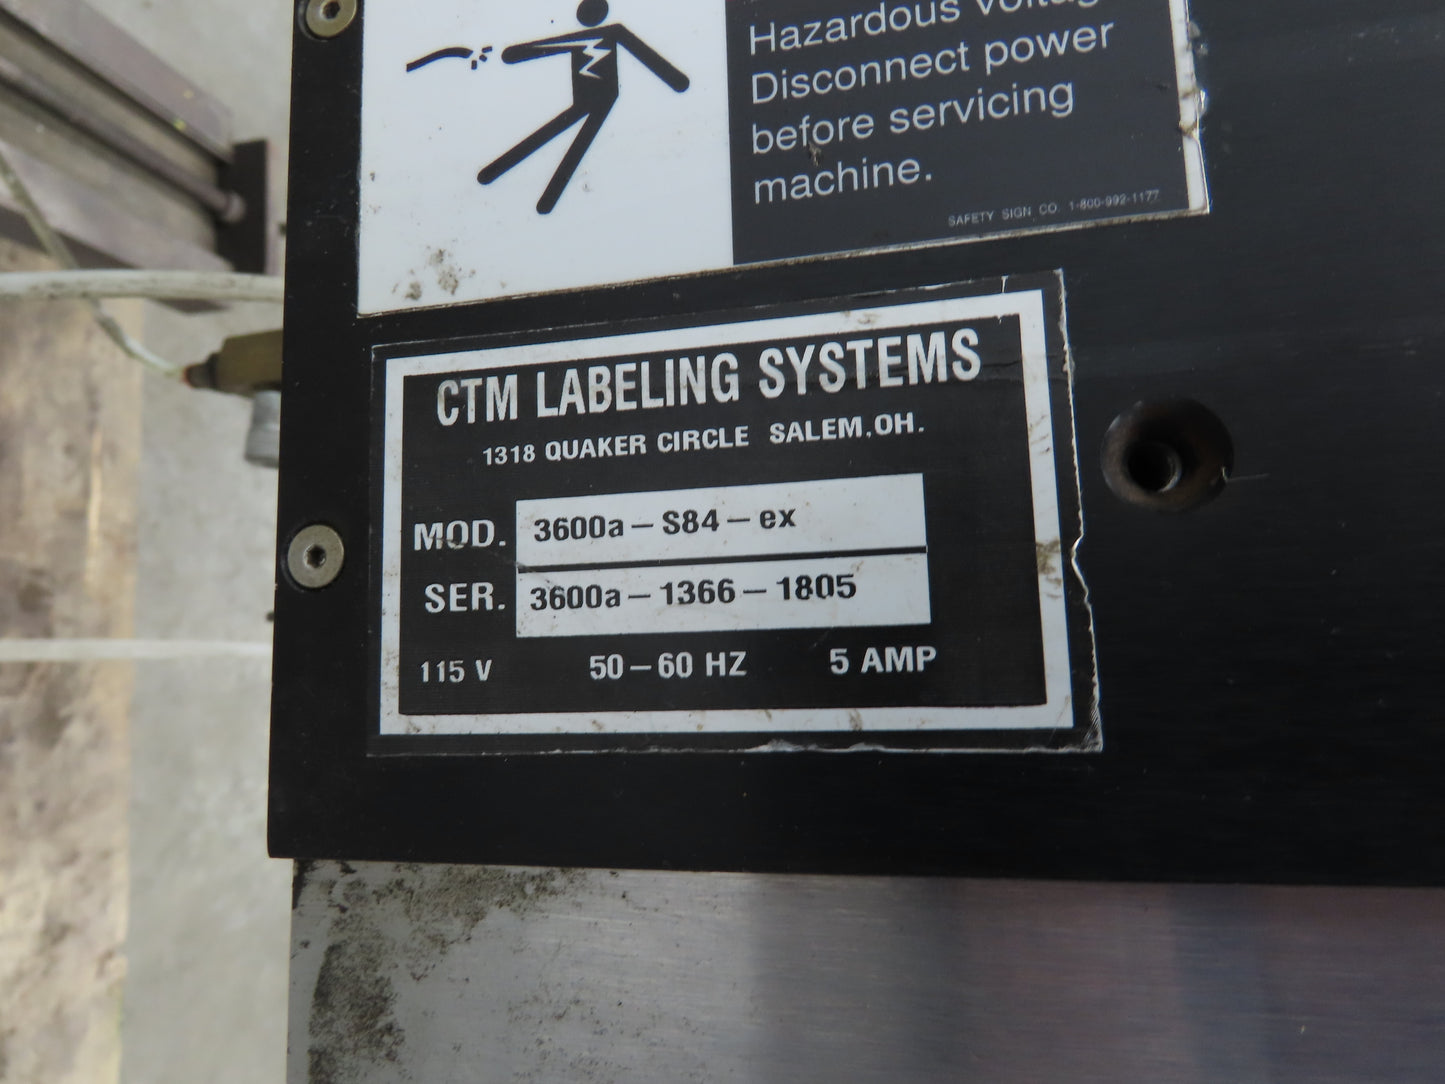 Hazardous Voltag
Disconnect power
before servicing
machine.
SAFETY SIGN CO. 1-800-992-1177
CTM LABELING SYSTEMS
1318 QUAKER CIRCLE SALEM, OH.
MOD. 3600a-S84-ex
SER. 3600a-1366-1805
115 V 50-60 HZ 5 AMP